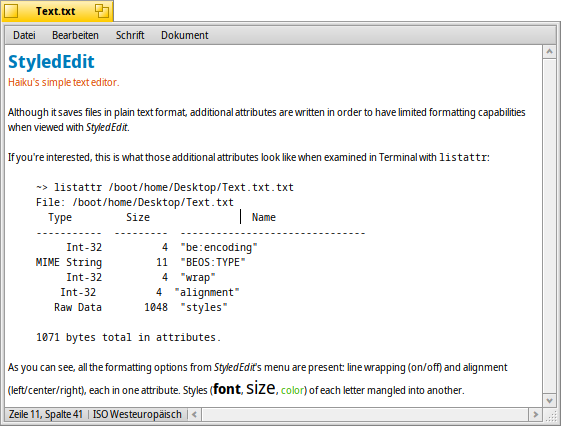 Text.txt
Datei Bearbeiten Schrift Dokument
StyledEdit
Haiku's simple text editor.
Although it saves files in plain text format, additional attributes are written in order to have limited formatting capabilities
when viewed with StyledEdit.
If you're interested, this is what those additional attributes look like when examined in Terminal with listattr:
~> listattr /boot/home/Desktop/Text.txt.txt
File: /boot/home/Desktop/Text.txt
Type Size Name
----------- --------- -------------------------------
Int-32 4 "be:encoding"
MIME String 11 "BEOS:TYPE"
Int-32 4 "wrap"
Int-32 4 "alignment"
Raw Data 1048 "styles"
1071 bytes total in attributes.
As you can see, all the formatting options from StyledEdit's menu are present: line wrapping (on/off) and alignment
(left/center/right), each in one attribute. Styles (font, size, color) of each letter mangled into another.
Zeile 11, Spalte 41 | ISO Westeuropäisch